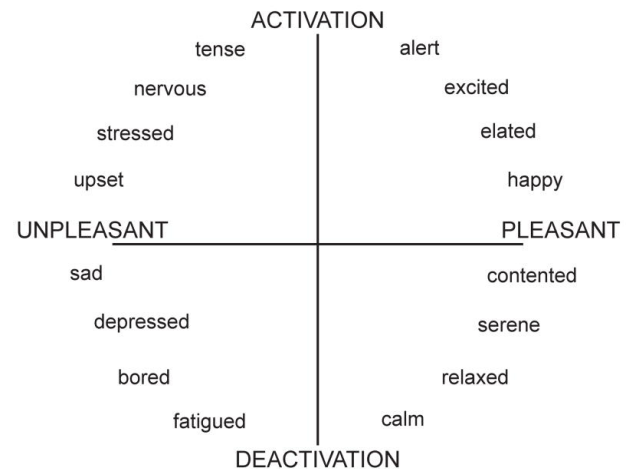 ACTIVATION
tense alert
nervous excited
stressed elated
upset happy
UNPLEASANT PLEASANT
sad contented
depressed serene
bored relaxed
fatigued calm
DEACTIVATION